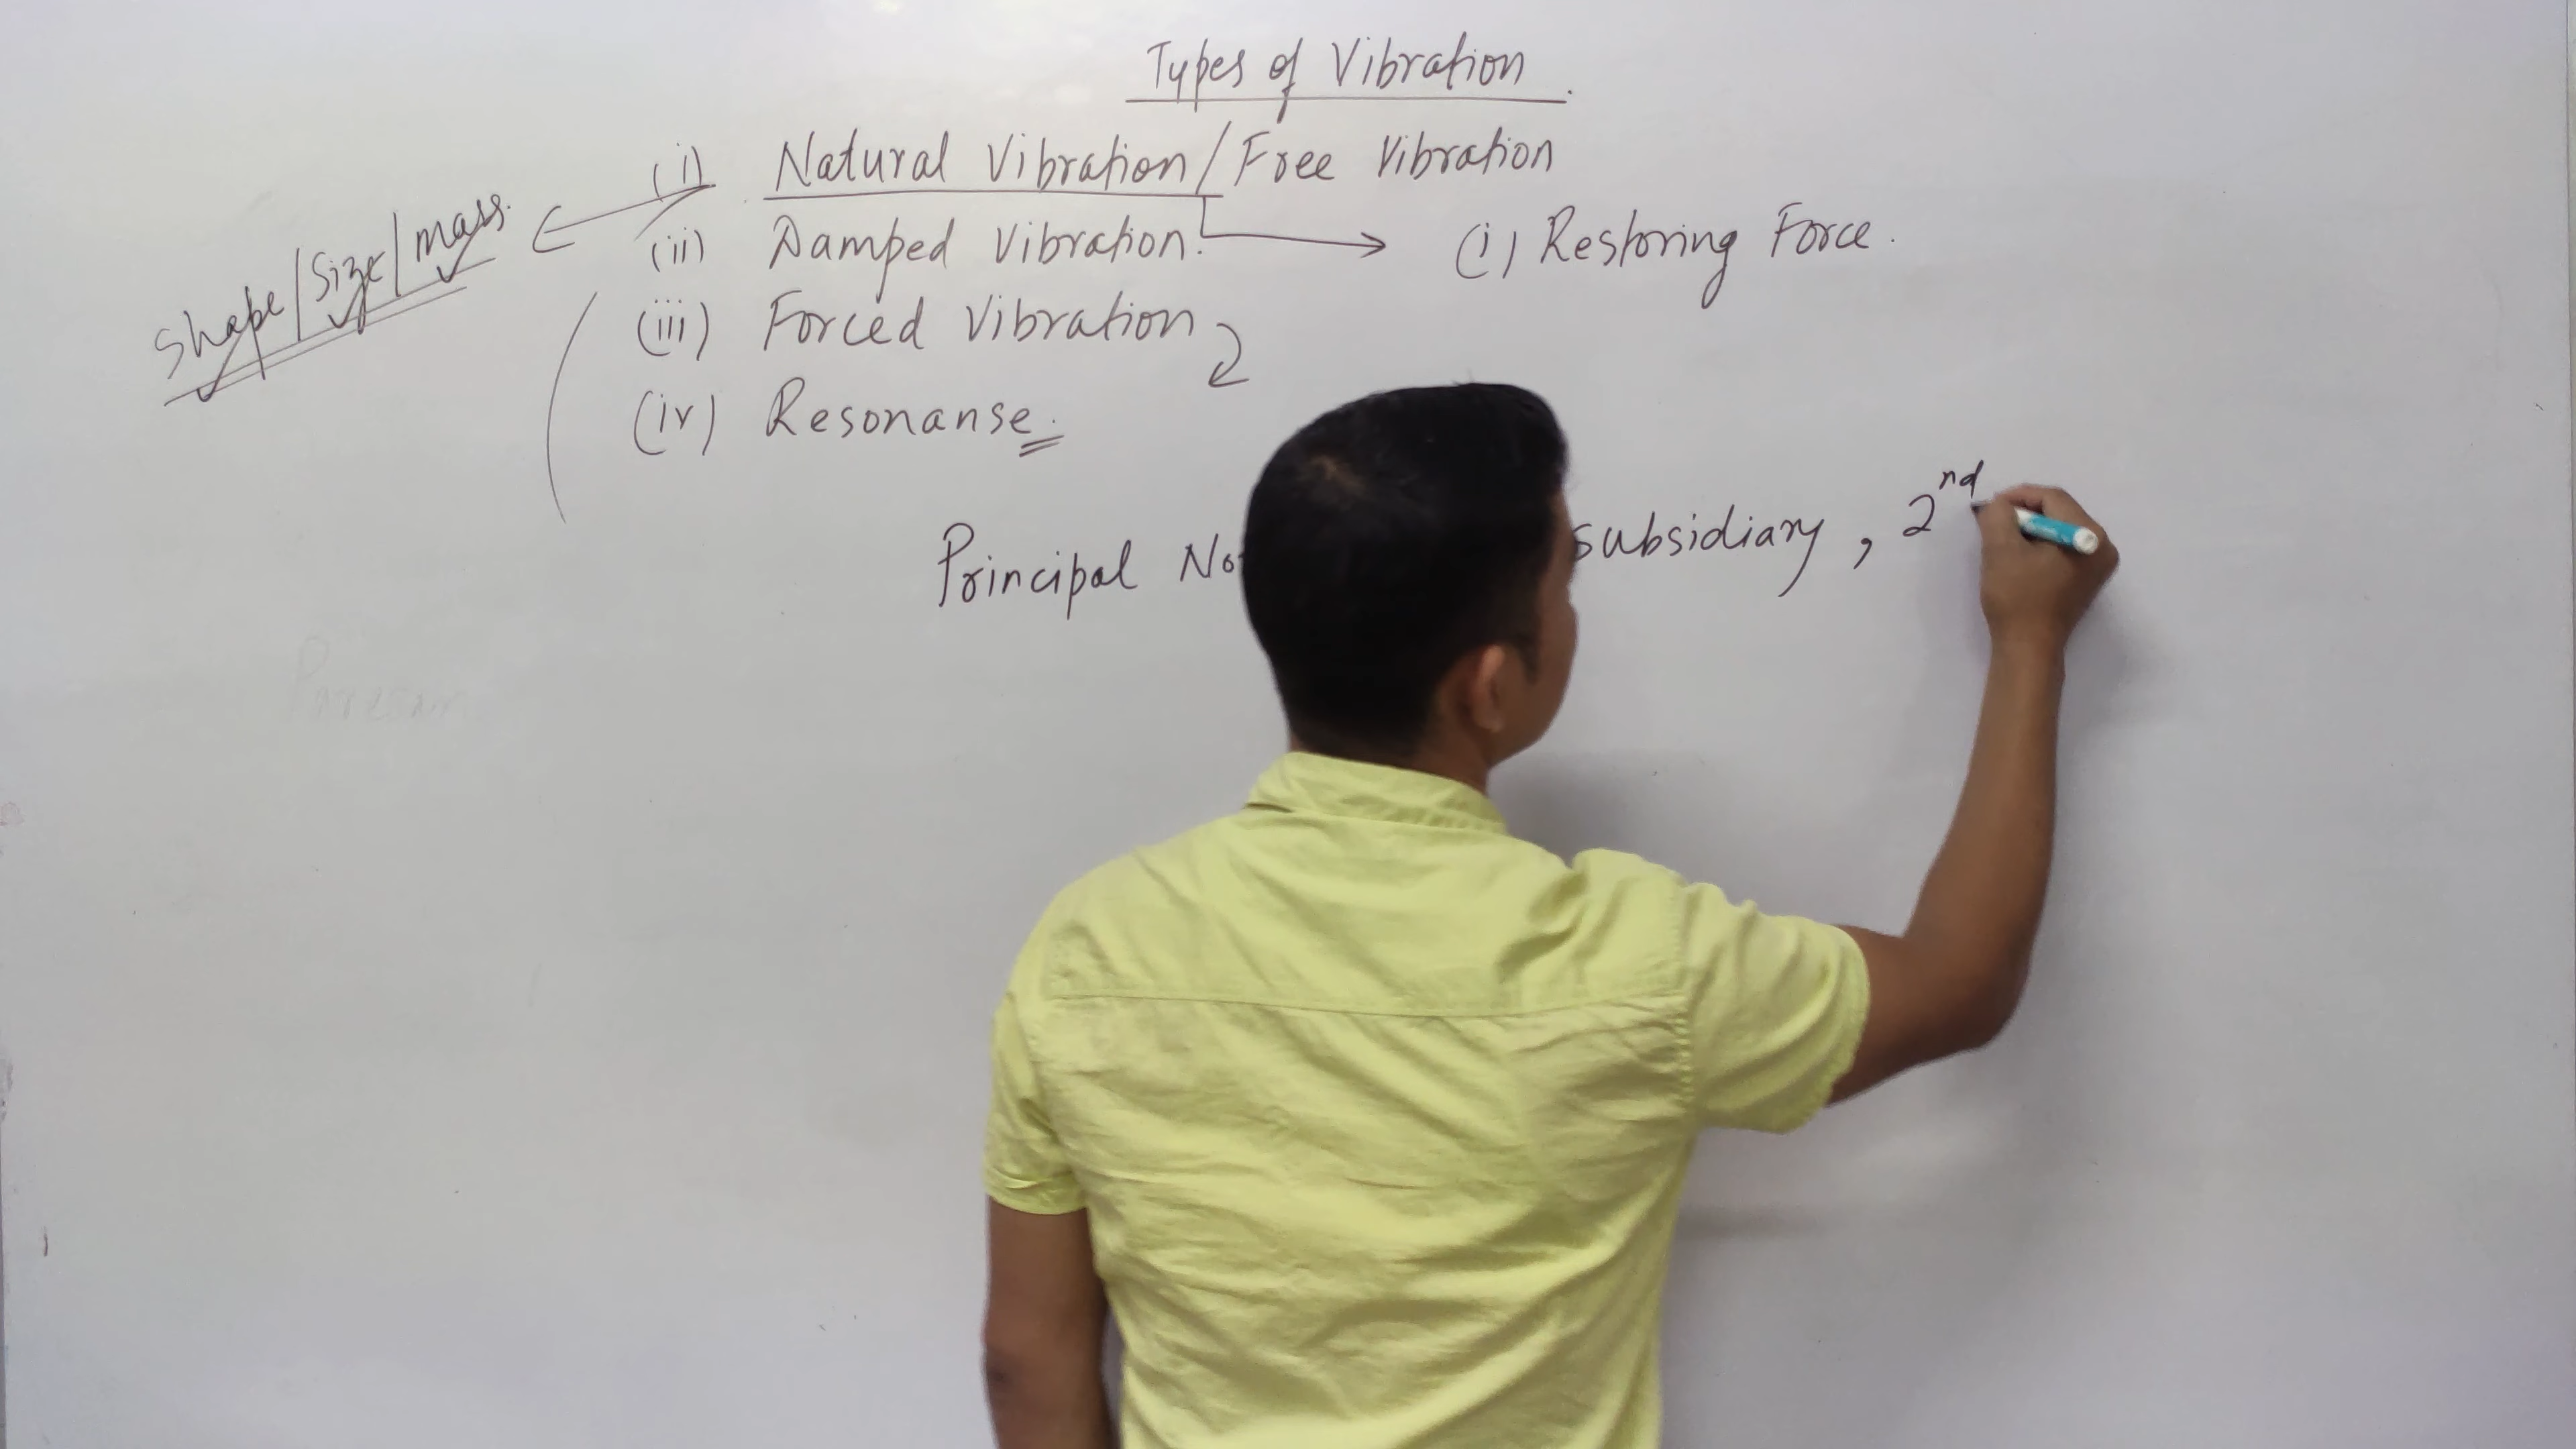 Types of Vibration.
(i) Natural Vibration/Free Vibration
Shape/Size/mass.
(ii) Damped Vibration.
(i) Restoring Force.
(iii) Forced Vibration
(iv) Resonanse.
Principal subsidiary, 2nd